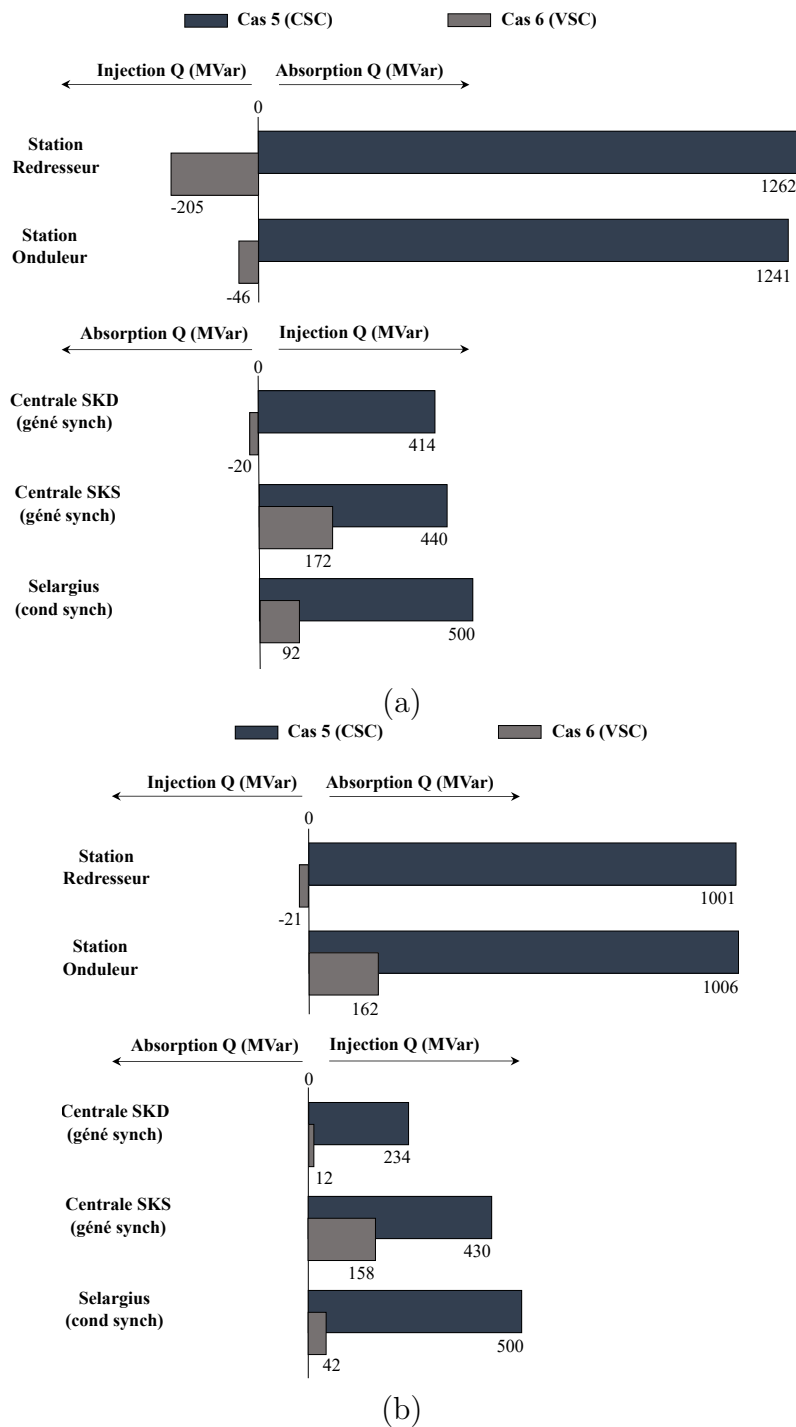 Cas 5 (CSC) Cas 6 (VSC)
Injection Q (MVar) Absorption Q (MVar)
0
Station
Redresseur
1262
-205
Station
Onduleur
1241
-46
Absorption Q (MVar) Injection Q (MVar)
0
Centrale SKD
(géné synch)
414
-20
Centrale SKS
(géné synch)
440
172
Selargius
(cond synch)
500
92
(a)
Cas 5 (CSC) Cas 6 (VSC)
Injection Q (MVar) Absorption Q (MVar)
0
Station
Redresseur
1001
-21
Station
Onduleur
1006
162
Absorption Q (MVar) Injection Q (MVar)
0
Centrale SKD
(géné synch)
234
12
Centrale SKS
(géné synch)
430
158
Selargius
(cond synch)
500
42
(b)